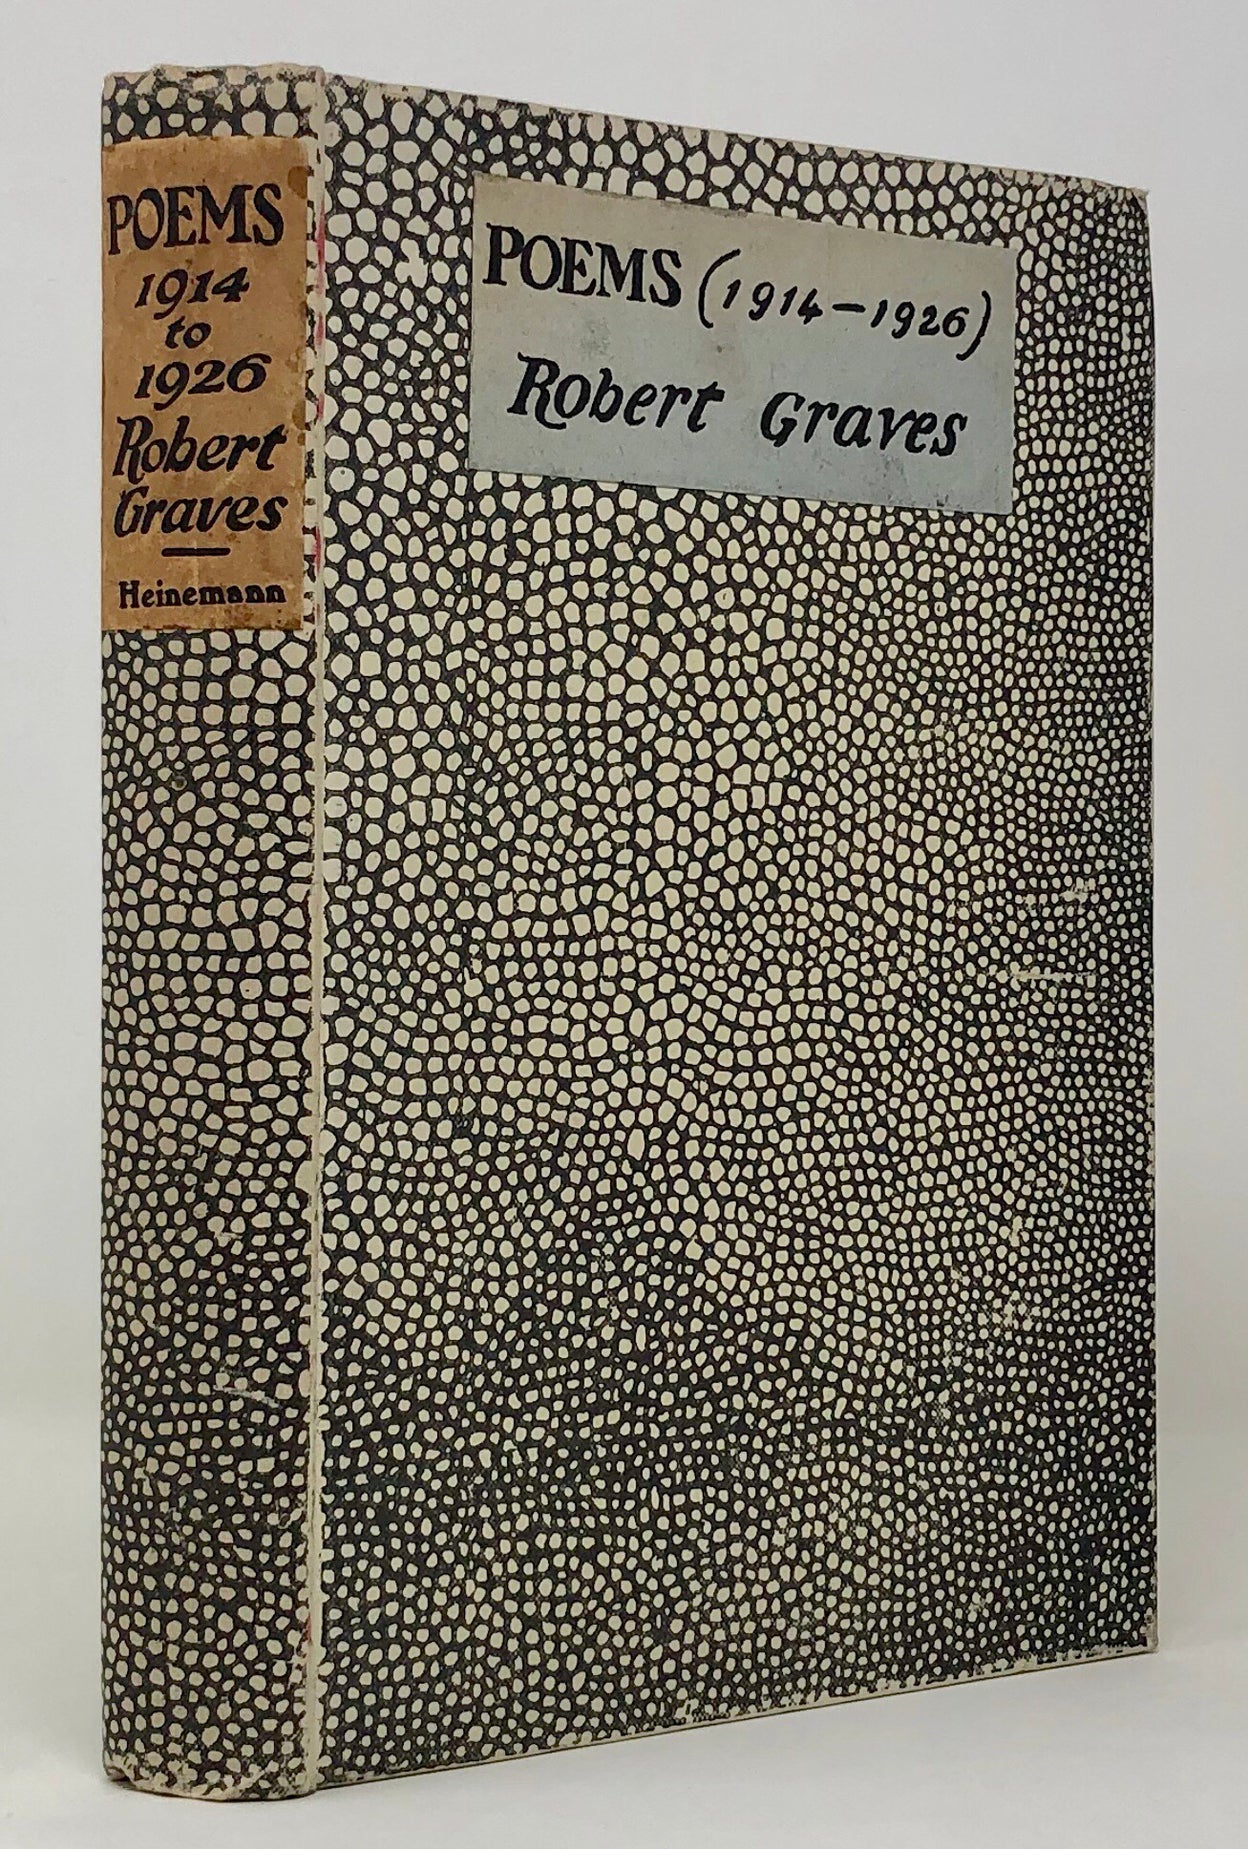 POEMS
1914
to
1926
Robert
Graves
Heinemann
POEMS (1914–1926)
Robert Graves